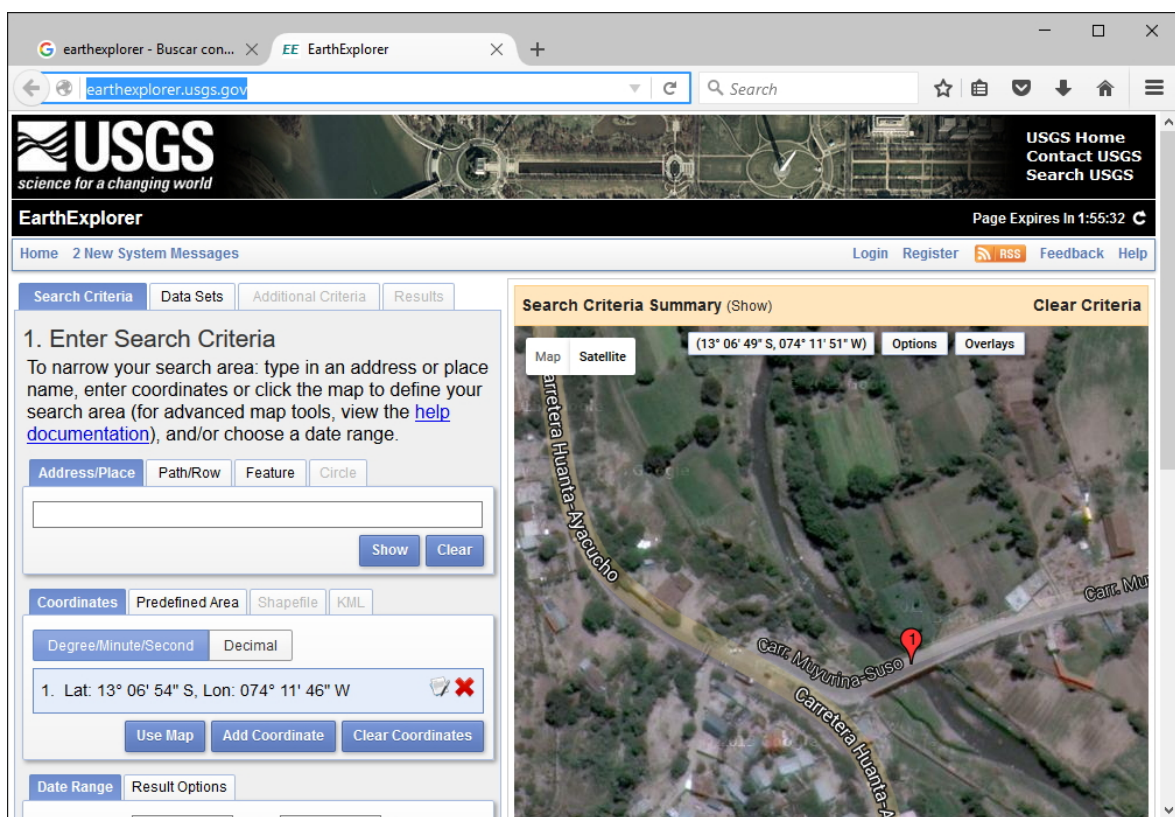 earthexplorer - Buscar con...
EE EarthExplorer
earthexplorer.usgs.gov
Search
USGS
science for a changing world
USGS Home
Contact USGS
Search USGS
EarthExplorer
Page Expires In 1:55:32
Home 2 New System Messages
Login Register RSS Feedback Help
Search Criteria Data Sets Additional Criteria Results
1. Enter Search Criteria
To narrow your search area: type in an address or place
name, enter coordinates or click the map to define your
search area (for advanced map tools, view the help
documentation), and/or choose a date range.
Address/Place Path/Row Feature Circle
Show Clear
Coordinates Predefined Area Shapefile KML
Degree/Minute/Second Decimal
1. Lat: 13° 06' 54" S, Lon: 074° 11' 46" W
Use Map Add Coordinate Clear Coordinates
Date Range Result Options
Search Criteria Summary (Show) Clear Criteria
Map Satellite
(13° 06' 49" S, 074° 11' 51" W) Options Overlays
Carretera Huanta-Ayacucho
Google
1
Carr. Mu
Carr. Muyurina-Suso
Carretera Huanta-A